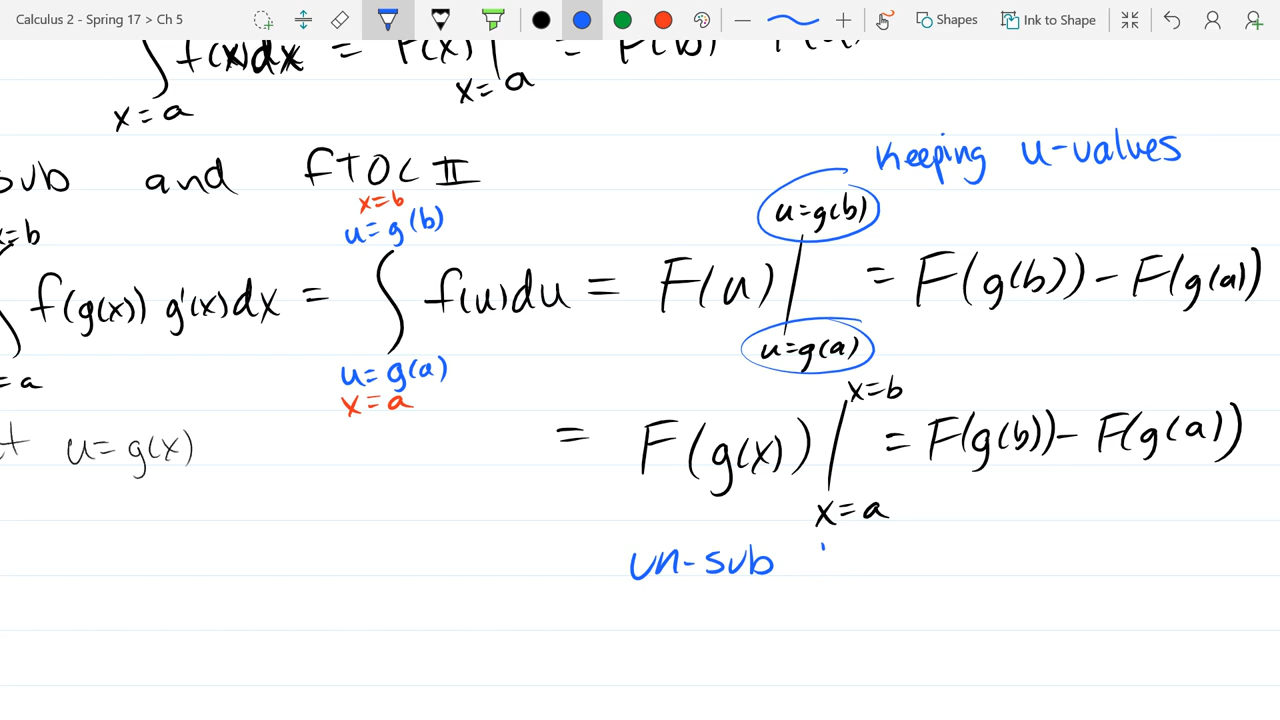 Calculus 2 - Spring 17 > Ch 5
Shapes
Ink to Shape
∫ f(x)dx = F(x) | = F(b) F(a)
x=a
x=a
sub and FTOC II
Keeping u-values
x=b
u=g(b)
u=g(b)
x=b
f(g(x)) g'(x)dx = ∫ f(u)du = F(u) | = F(g(b)) - F(g(a))
u=g(a)
u=g(a)
= a
x=a
x=b
u=g(x)
= F(g(x)) | = F(g(b)) - F(g(a))
x=a
un-sub